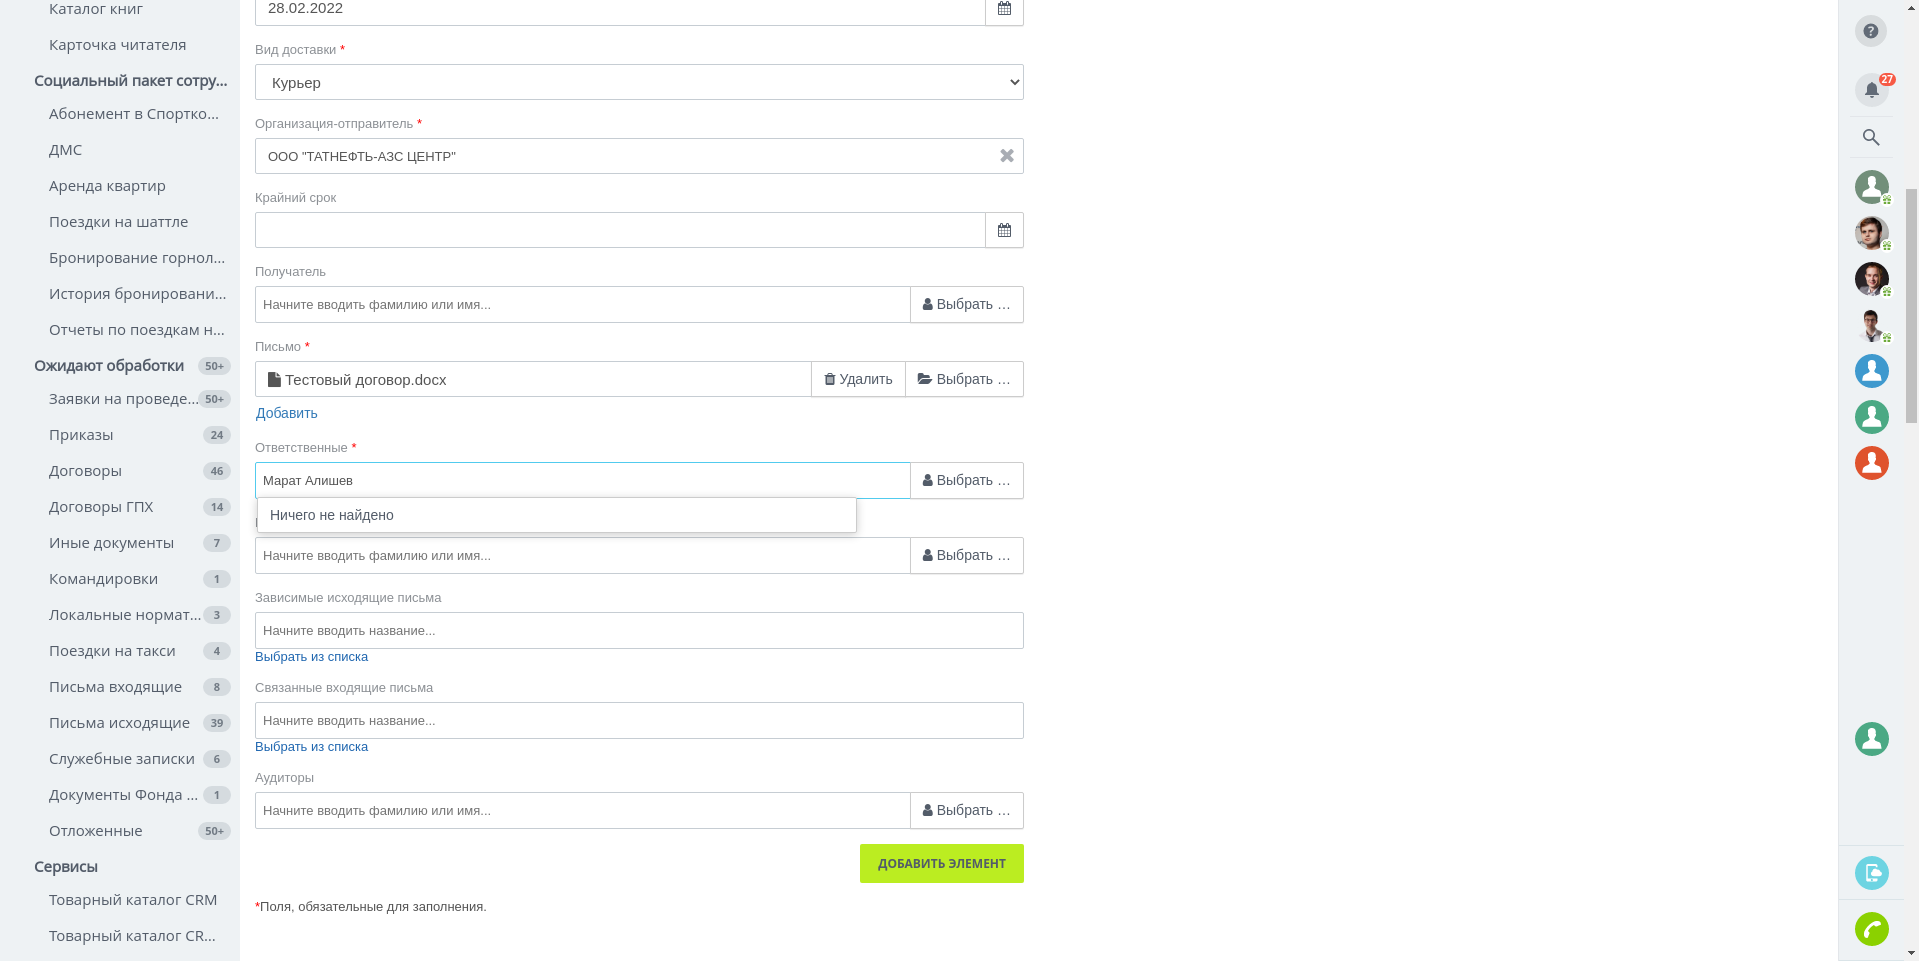 Каталог книг
Карточка читателя
Социальный пакет сотру...
Абонемент в Спортко...
ДМС
Аренда квартир
Поездки на шаттле
Бронирование горнол...
История бронировани...
Отчеты по поездкам н...
Ожидают обработки 50+
Заявки на проведе... 50+
Приказы 24
Договоры 46
Договоры ГПХ 14
Иные документы 7
Командировки 1
Локальные нормат... 3
Поездки на такси 4
Письма входящие 8
Письма исходящие 39
Служебные записки 6
Документы Фонда ... 1
Отложенные 50+
Сервисы
Товарный каталог CRM
Товарный каталог CR...
28.02.2022
Вид доставки *
Курьер
Организация-отправитель *
ООО "ТАТНЕФТЬ-АЗС ЦЕНТР"
Крайний срок
Получатель
Начните вводить фамилию или имя... Выбрать ...
Письмо *
Тестовый договор.docx Удалить Выбрать ...
Добавить
Ответственные *
Марат Алишев Выбрать ...
Ничего не найдено
Начните вводить фамилию или имя... Выбрать ...
Зависимые исходящие письма
Начните вводить название...
Выбрать из списка
Связанные входящие письма
Начните вводить название...
Выбрать из списка
Аудиторы
Начните вводить фамилию или имя... Выбрать ...
ДОБАВИТЬ ЭЛЕМЕНТ
*Поля, обязательные для заполнения.
?
27